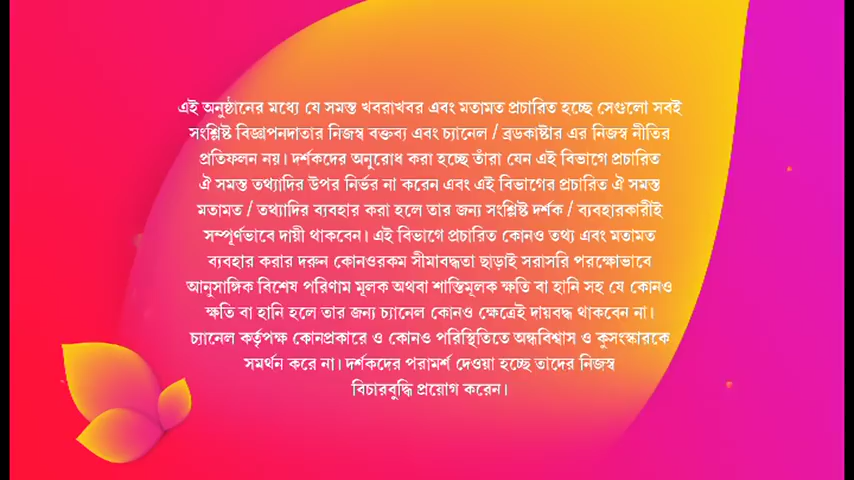 এই অনুষ্ঠানের মধ্যে যে সমস্ত খবরাখবর এবং মতামত প্রচারিত হচ্ছে সেগুলো সবই
সংশ্লিষ্ট বিজ্ঞাপনদাতার নিজস্ব বক্তব্য এবং চ্যানেল / ব্রডকাষ্টার এর নিজস্ব নীতির
প্রতিফলন নয়। দর্শকদের অনুরোধ করা হচ্ছে তাঁরা যেন এই বিভাগে প্রচারিত
ঐ সমস্ত তথ্যাদির উপর নির্ভর না করেন এবং এই বিভাগের প্রচারিত ঐ সমস্ত
মতামত / তথ্যাদির ব্যবহার করা হলে তার জন্য সংশ্লিষ্ট দর্শক / ব্যবহারকারীই
সম্পূর্ণভাবে দায়ী থাকবেন। এই বিভাগে প্রচারিত কোনও তথ্য এবং মতামত
ব্যবহার করার দরুন কোনওরকম সীমাবদ্ধতা ছাড়াই সরাসরি পরক্ষোভাবে
আনুসাঙ্গিক বিশেষ পরিণাম মূলক অথবা শাস্তিমূলক ক্ষতি বা হানি সহ যে কোনও
ক্ষতি বা হানি হলে তার জন্য চ্যানেল কোনও ক্ষেত্রেই দায়বদ্ধ থাকবেন না।
চ্যানেল কর্তৃপক্ষ কোনপ্রকারে ও কোনও পরিস্থিতিতে অন্ধবিশ্বাস ও কুসংস্কারকে
সমর্থন করে না। দর্শকদের পরামর্শ দেওয়া হচ্ছে তাদের নিজস্ব
বিচারবুদ্ধি প্রয়োগ করেন।